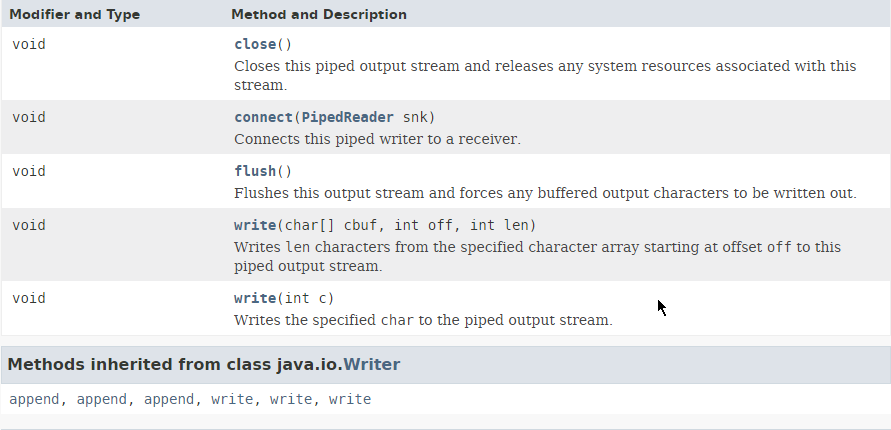 Modifier and Type Method and Description
void close()
Closes this piped output stream and releases any system resources associated with this
stream.
void connect(PipedReader snk)
Connects this piped writer to a receiver.
void flush()
Flushes this output stream and forces any buffered output characters to be written out.
void write(char[] cbuf, int off, int len)
Writes len characters from the specified character array starting at offset off to this
piped output stream.
void write(int c)
Writes the specified char to the piped output stream.
Methods inherited from class java.io.Writer
append, append, append, write, write, write